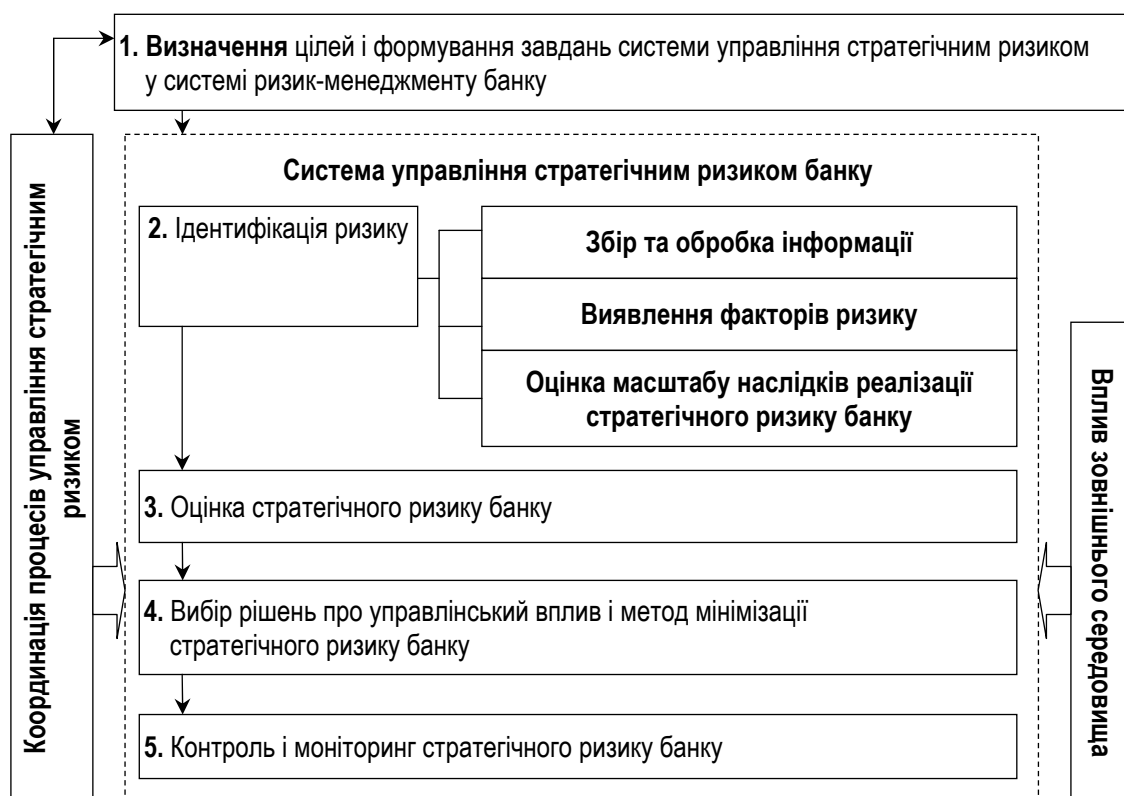 1. Визначення цілей і формування завдань системи управління стратегічним ризиком
у системі ризик-менеджменту банку
Координація процесів управління стратегічним
ризиком
Система управління стратегічним ризиком банку
2. Ідентифікація ризику
Збір та обробка інформації
Виявлення факторів ризику
Оцінка масштабу наслідків реалізації
стратегічного ризику банку
3. Оцінка стратегічного ризику банку
4. Вибір рішень про управлінський вплив і метод мінімізації
стратегічного ризику банку
5. Контроль і моніторинг стратегічного ризику банку
Вплив зовнішнього середовища